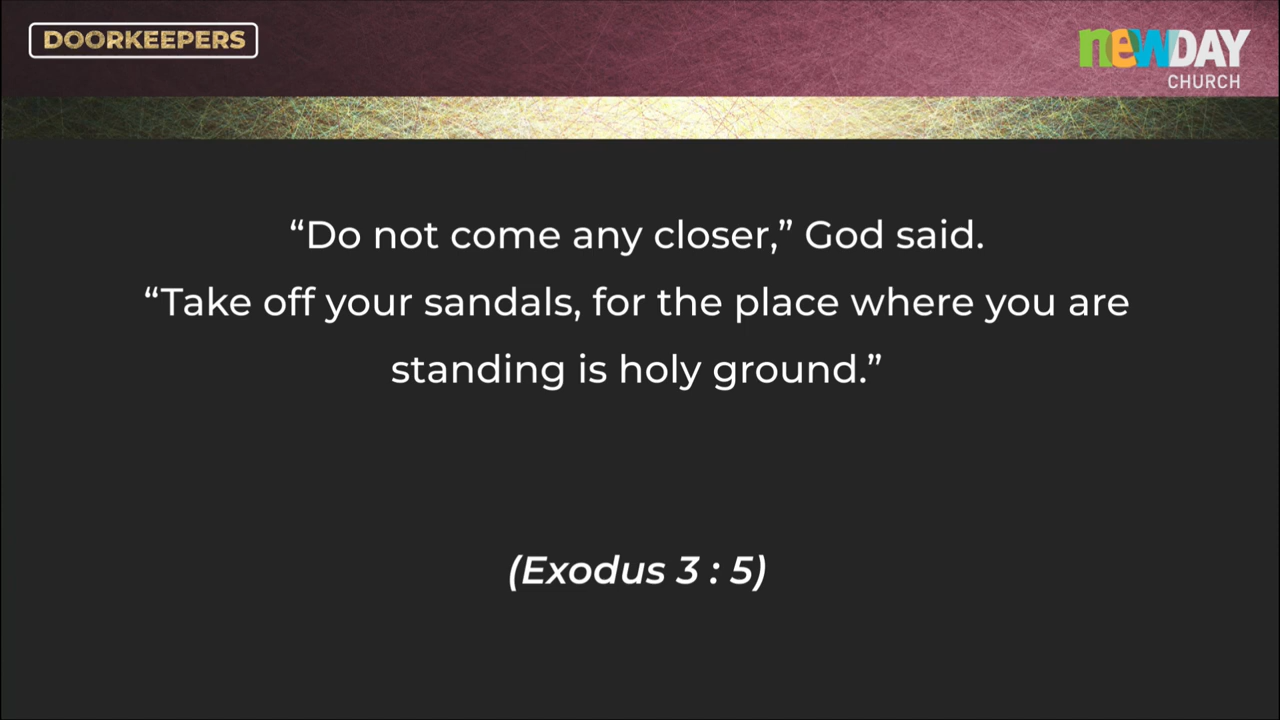 DOORKEEPERS
newDAY
CHURCH
“Do not come any closer,” God said.
“Take off your sandals, for the place where you are
standing is holy ground.”
(Exodus 3 : 5)